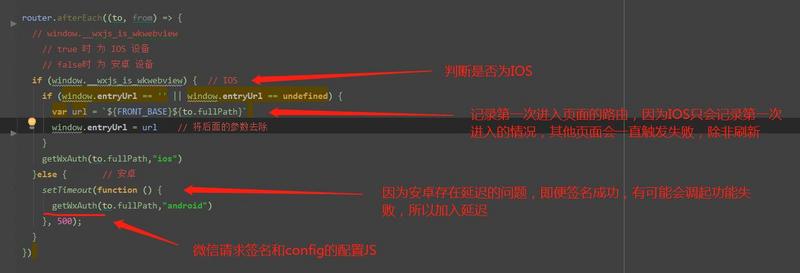 router.afterEach((to, from) => {
// window.__wxjs_is_wkwebview
// true 时 为 IOS 设备
// false时 为 安卓 设备
if (window.__wxjs_is_wkwebview) { // IOS
判断是否为IOS
if (window.entryUrl == '' || window.entryUrl == undefined) {
var url = `${FRONT_BASE}${to.fullPath}`
window.entryUrl = url // 将后面的参数去除
记录第一次进入页面的路由，因为IOS只会记录第一次
进入的情况，其他页面会一直触发失败，除非刷新
}
getWxAuth(to.fullPath,"ios")
}else { // 安卓
setTimeout(function () {
getWxAuth(to.fullPath,"android")
}, 500);
因为安卓存在延迟的问题，即便签名成功，有可能会调起功能失
败，所以加入延迟
}
})
微信请求签名和config的配置JS